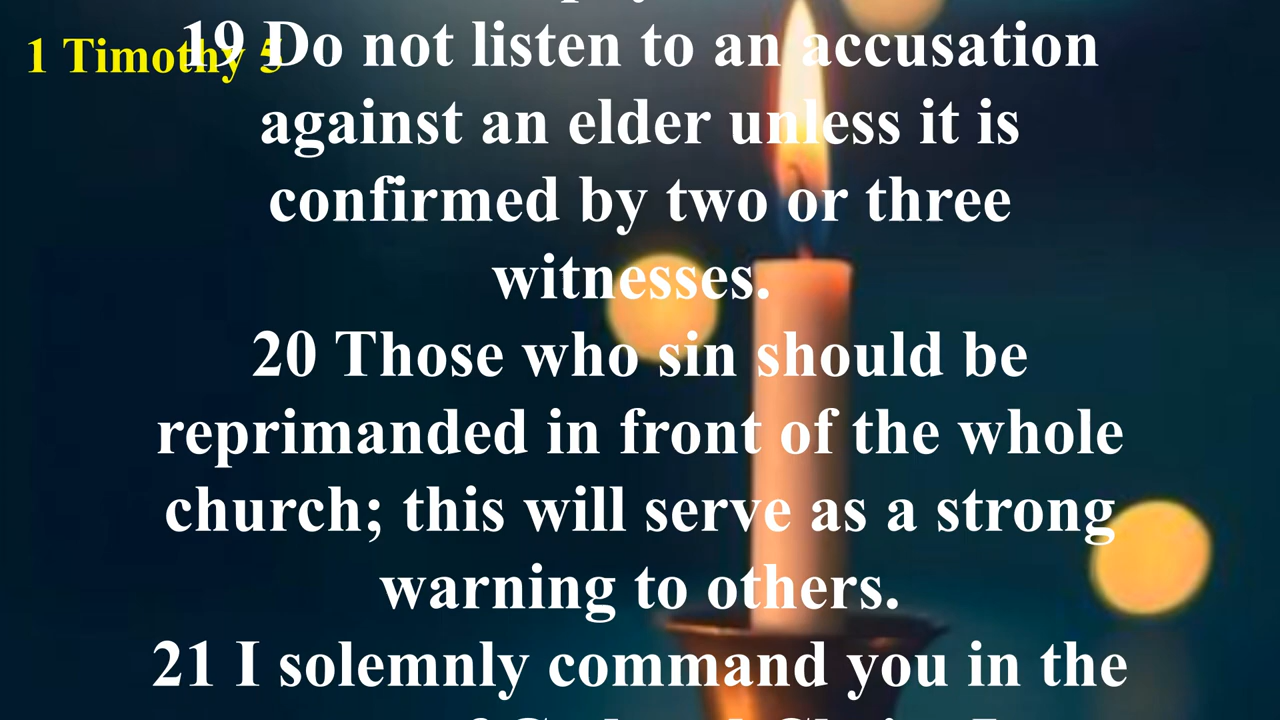 1 Timothy 5
19 Do not listen to an accusation
against an elder unless it is
confirmed by two or three
witnesses.
20 Those who sin should be
reprimanded in front of the whole
church; this will serve as a strong
warning to others.
21 I solemnly command you in the